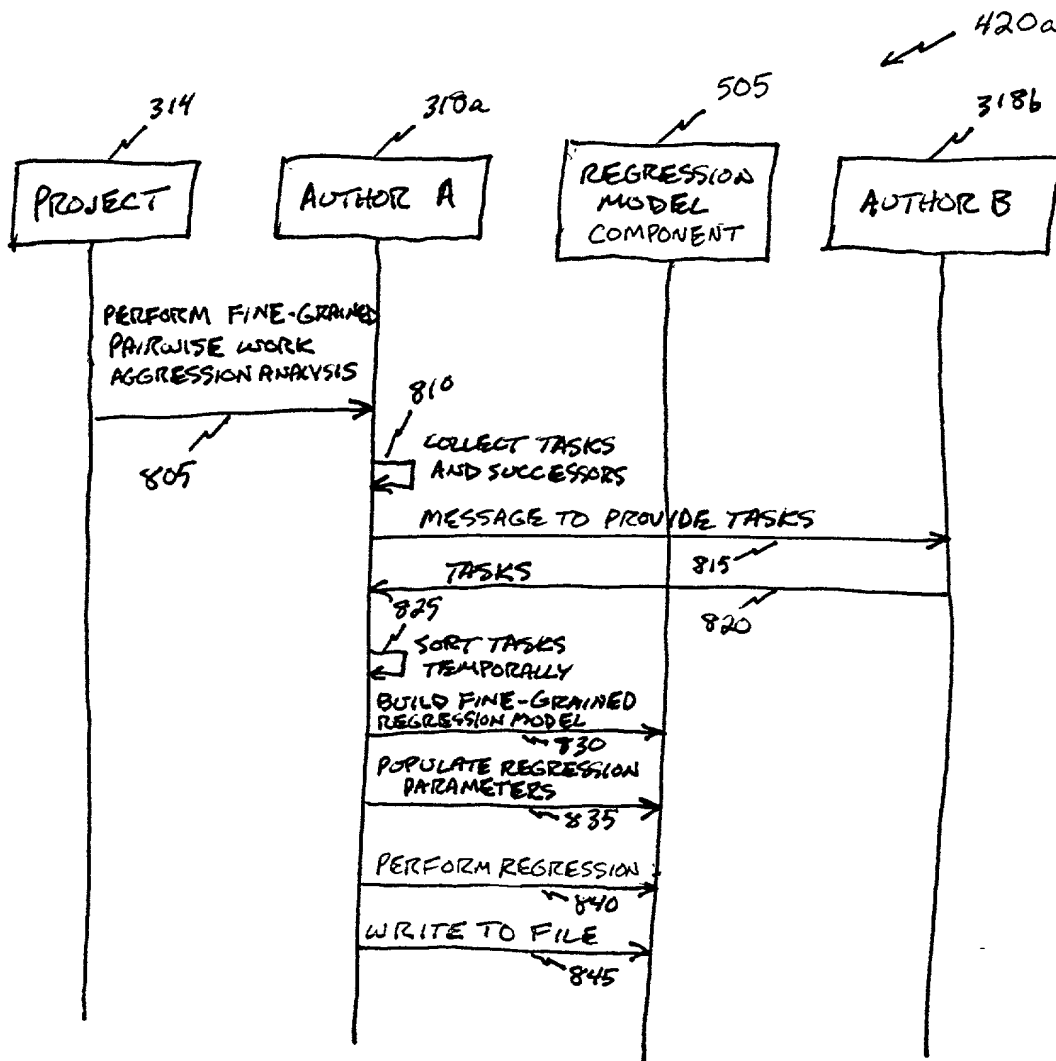 420a
314
318a
505
318b
PROJECT
AUTHOR A
REGRESSION
MODEL
COMPONENT
AUTHOR B
PERFORM FINE-GRAINED
PAIRWISE WORK
AGGRESSION ANALYSIS
805
810
COLLECT TASKS
AND SUCCESSORS
MESSAGE TO PROVIDE TASKS
815
TASKS
820
825
SORT TASKS
TEMPORALLY
BUILD FINE-GRAINED
REGRESSION MODEL
830
POPULATE REGRESSION
PARAMETERS
835
PERFORM REGRESSION
840
WRITE TO FILE
845